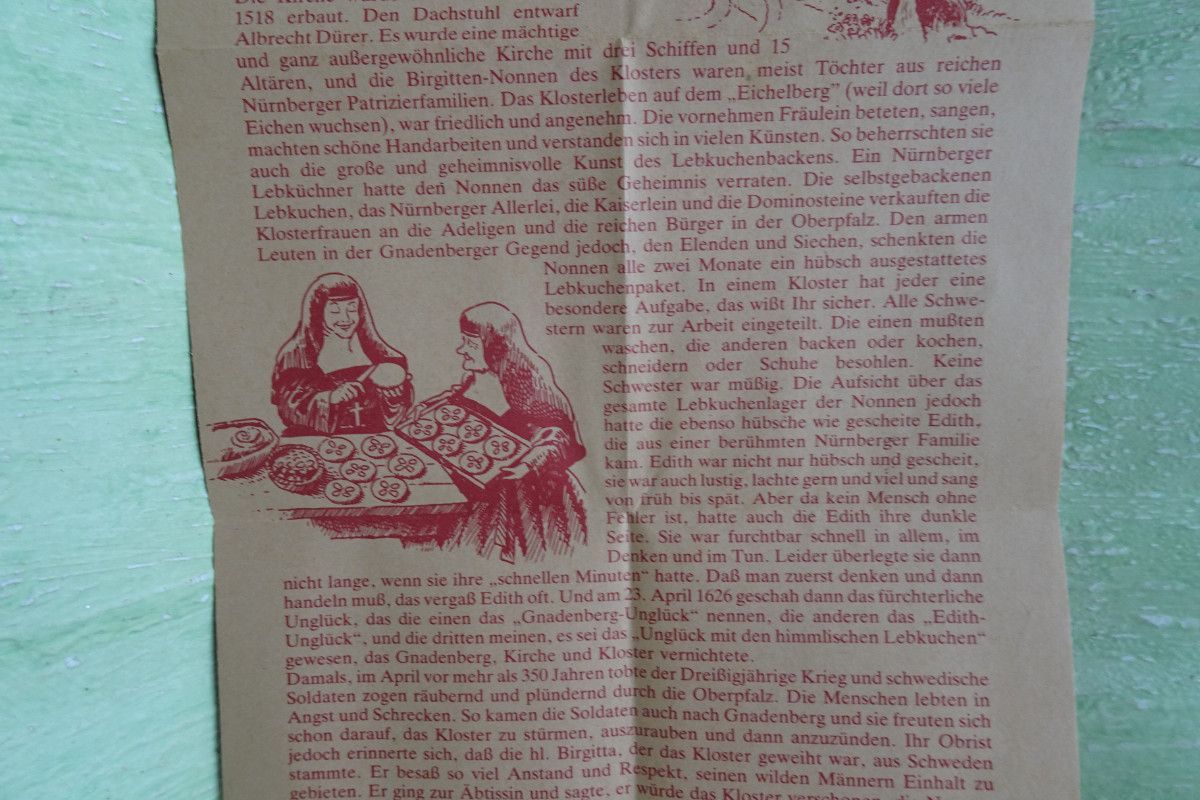 Die Kirche wurde
1518 erbaut. Den Dachstuhl entwarf
Albrecht Dürer. Es wurde eine mächtige
und ganz außergewöhnliche Kirche mit drei Schiffen und 15
Altären, und die Birgitten-Nonnen des Klosters waren meist Töchter aus reichen
Nürnberger Patrizierfamilien. Das Klosterleben auf dem „Eichelberg” (weil dort so viele
Eichen wuchsen), war friedlich und angenehm. Die vornehmen Fräulein beteten, sangen,
machten schöne Handarbeiten und verstanden sich in vielen Künsten. So beherrschten sie
auch die große und geheimnisvolle Kunst des Lebkuchenbackens. Ein Nürnberger
Lebküchner hatte den Nonnen das süße Geheimnis verraten. Die selbstgebackenen
Lebkuchen, das Nürnberger Allerlei, die Kaiserlein und die Dominosteine verkauften die
Klosterfrauen an die Adeligen und die reichen Bürger in der Oberpfalz. Den armen
Leuten in der Gnadenberger Gegend jedoch, den Elenden und Siechen, schenkten die
Nonnen alle zwei Monate ein hübsch ausgestattetes
Lebkuchenpaket. In einem Kloster hat jeder eine
besondere Aufgabe, das wißt Ihr sicher. Alle Schwe-
stern waren zur Arbeit eingeteilt. Die einen mußten
waschen, die anderen backen oder kochen,
schneidern oder Schuhe besohlen. Keine
Schwester war müßig. Die Aufsicht über das
gesamte Lebkuchenlager der Nonnen jedoch
hatte die ebenso hübsche wie gescheite Edith,
die aus einer berühmten Nürnberger Familie
kam. Edith war nicht nur hübsch und gescheit,
sie war auch lustig, lachte gern und viel und sang
von früh bis spät. Aber da kein Mensch ohne
Fehler ist, hatte auch die Edith ihre dunkle
Seite. Sie war furchtbar schnell in allem, im
Denken und im Tun. Leider überlegte sie dann
nicht lange, wenn sie ihre „schnellen Minuten“ hatte. Daß man zuerst denken und dann
handeln muß, das vergaß Edith oft. Und am 23. April 1626 geschah dann das fürchterliche
Unglück, das die einen das „Gnadenberg-Unglück“ nennen, die anderen das „Edith-
Unglück“, und die dritten meinen, es sei das „Unglück mit den himmlischen Lebkuchen“
gewesen, das Gnadenberg, Kirche und Kloster vernichtete.
Damals, im April vor mehr als 350 Jahren tobte der Dreißigjährige Krieg und schwedische
Soldaten zogen räubernd und plündernd durch die Oberpfalz. Die Menschen lebten in
Angst und Schrecken. So kamen die Soldaten auch nach Gnadenberg und sie freuten sich
schon darauf, das Kloster zu stürmen, auszurauben und dann anzuzünden. Ihr Obrist
jedoch erinnerte sich, daß die hl. Birgitta, der das Kloster geweiht war, aus Schweden
stammte. Er besaß so viel Anstand und Respekt, seinen wilden Männern Einhalt zu
gebieten. Er ging zur Äbtissin und sagte, er würde das Kloster verschonen, die